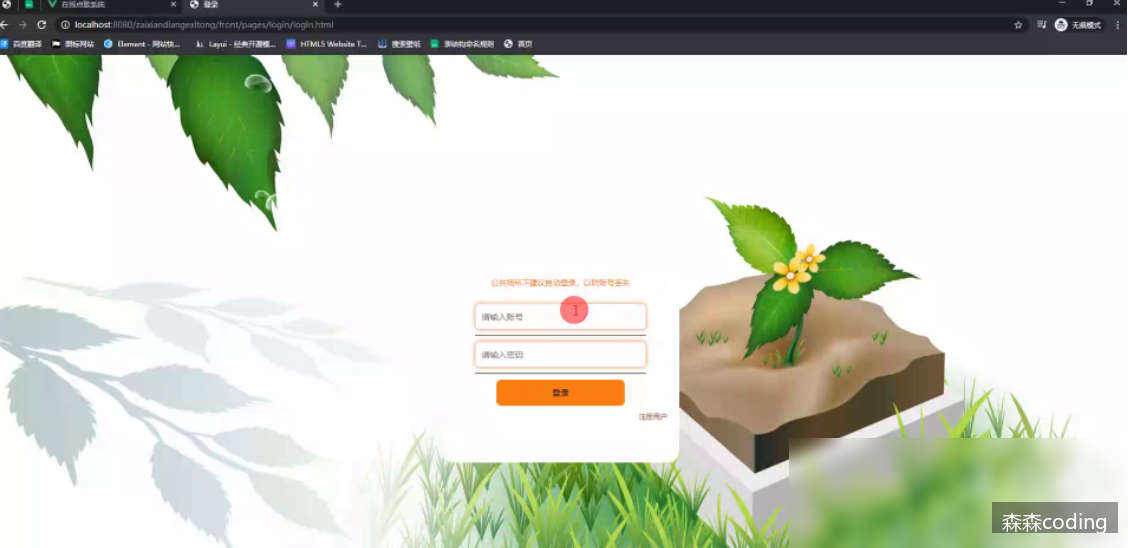 在线点歌系统
登录
localhost:8080/zaixiandiangexitong/front/pages/login/login.html
无痕模式
百度翻译
图标网站
Element - 网站快...
Layui - 经典开源模...
HTML5 Website T...
搜索壁纸
表结构命名规则
首页
公共场所不建议自动登录，以防账号丢失
请输入账号
请输入密码
登录
注册用户
森森coding